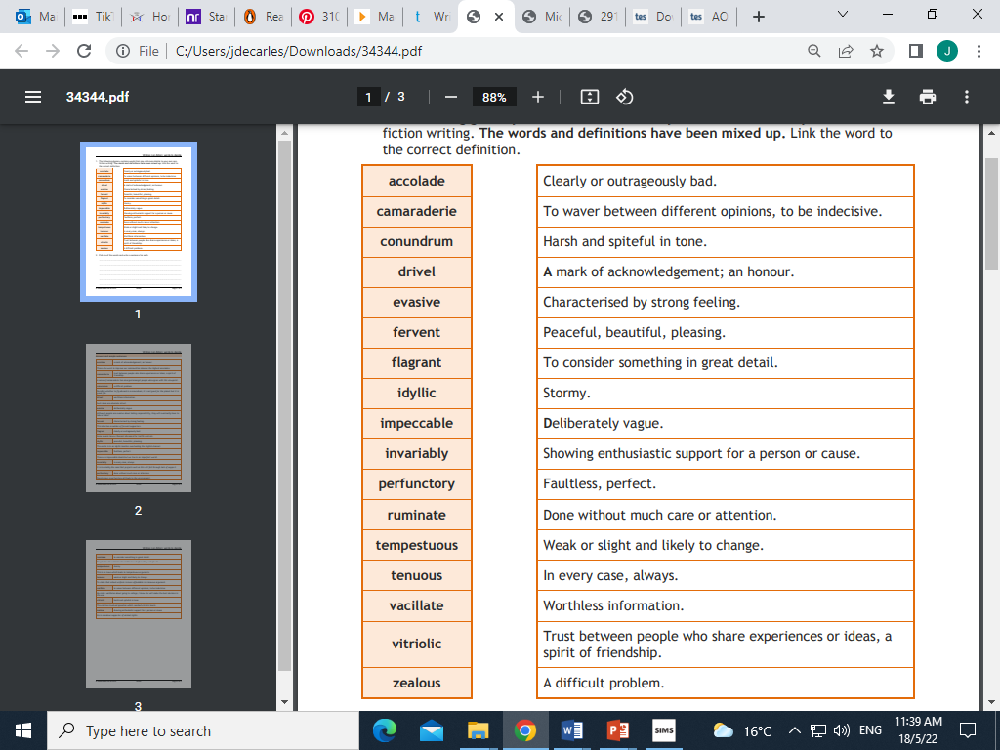 Ma
TikT
Hor
nr
Sta
Rea
310
Ma
t
Wri
Mic
291
tes
Do
tes
AQ
File
C:/Users/jdecarles/Downloads/34344.pdf
J
34344.pdf
1 / 3
88%
fiction writing. The words and definitions have been mixed up. Link the word to
the correct definition.
accolade Clearly or outrageously bad.
camaraderie To waver between different opinions, to be indecisive.
conundrum Harsh and spiteful in tone.
drivel A mark of acknowledgement; an honour.
evasive Characterised by strong feeling.
fervent Peaceful, beautiful, pleasing.
flagrant To consider something in great detail.
idyllic Stormy.
impeccable Deliberately vague.
invariably Showing enthusiastic support for a person or cause.
perfunctory Faultless, perfect.
ruminate Done without much care or attention.
tempestuous Weak or slight and likely to change.
tenuous In every case, always.
vacillate Worthless information.
vitriolic Trust between people who share experiences or ideas, a
spirit of friendship.
zealous A difficult problem.
1
2
3
Type here to search
SIMS
16°C
ENG
11:39 AM
18/5/22